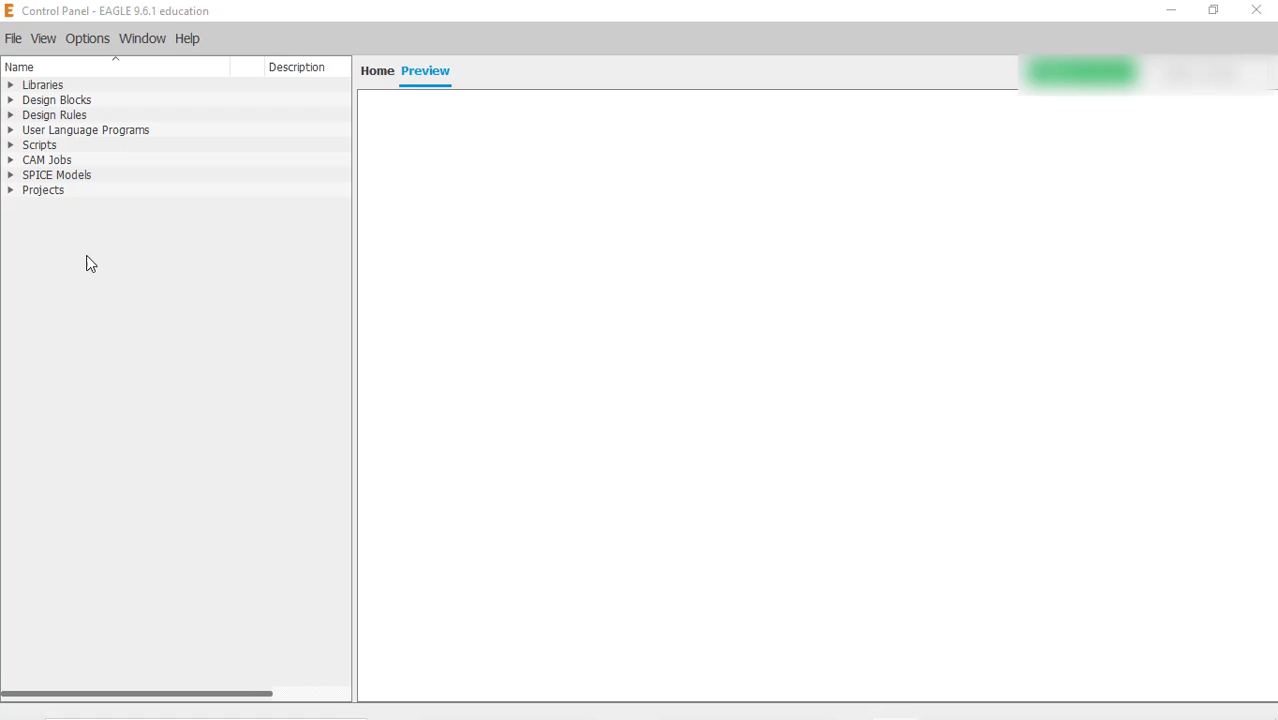 Control Panel - EAGLE 9.6.1 education
File View Options Window Help
Name Description
Home Preview
Libraries
Design Blocks
Design Rules
User Language Programs
Scripts
CAM Jobs
SPICE Models
Projects